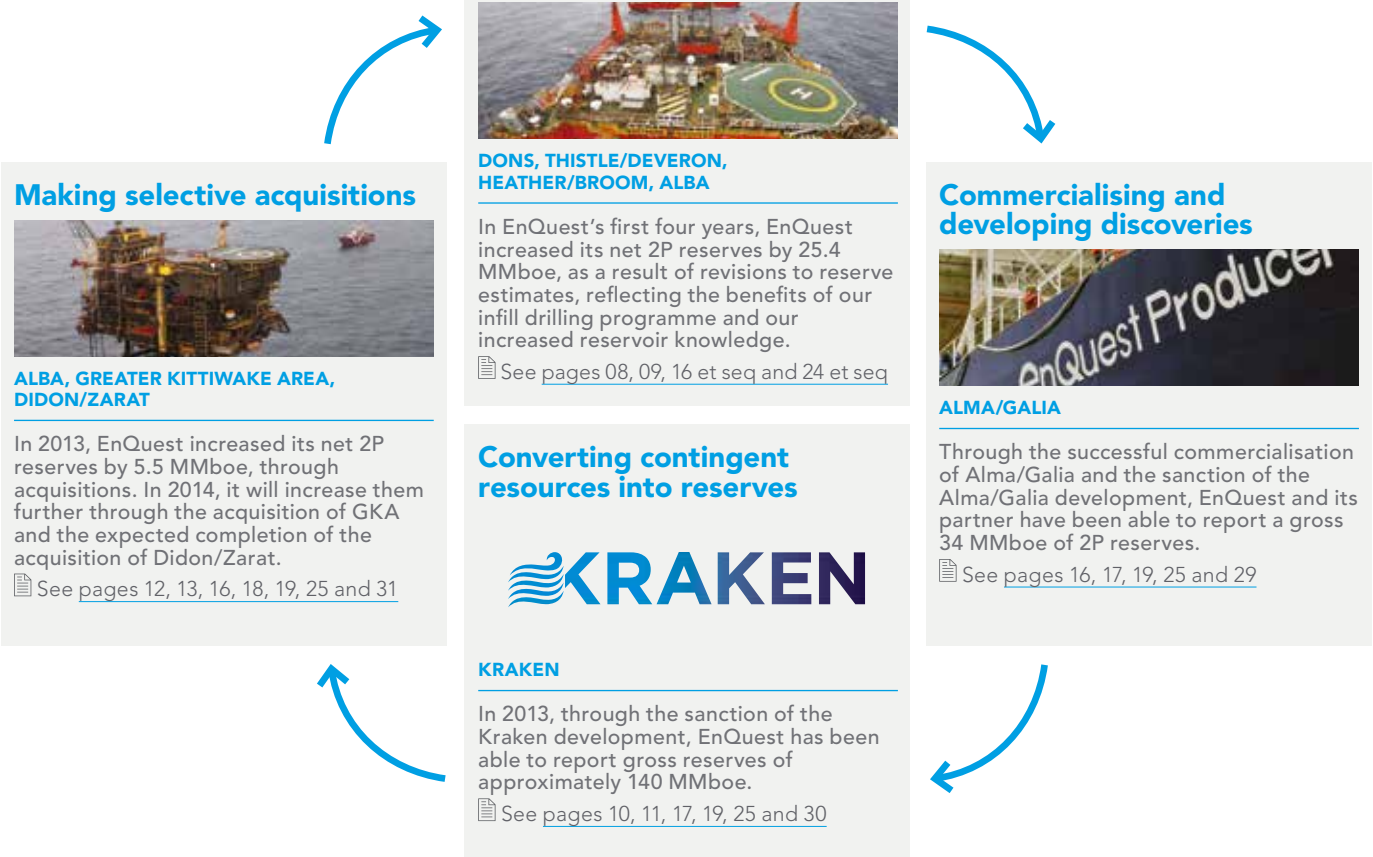 DONS, THISTLE/DEVERON,
HEATHER/BROOM, ALBA
In EnQuest's first four years, EnQuest
increased its net 2P reserves by 25.4
MMboe, as a result of revisions to reserve
estimates, reflecting the benefits of our
infill drilling programme and our
increased reservoir knowledge.
See pages 08, 09, 16 et seq and 24 et seq
Making selective acquisitions
ALBA, GREATER KITTIWAKE AREA,
DIDON/ZARAT
In 2013, EnQuest increased its net 2P
reserves by 5.5 MMboe, through
acquisitions. In 2014, it will increase them
further through the acquisition of GKA
and the expected completion of the
acquisition of Didon/Zarat.
See pages 12, 13, 16, 18, 19, 25 and 31
Commercialising and
developing discoveries
EnQuest Producer
ALMA/GALIA
Through the successful commercialisation
of Alma/Galia and the sanction of the
Alma/Galia development, EnQuest and its
partner have been able to report a gross
34 MMboe of 2P reserves.
See pages 16, 17, 19, 25 and 29
Converting contingent
resources into reserves
KRAKEN
KRAKEN
In 2013, through the sanction of the
Kraken development, EnQuest has been
able to report gross reserves of
approximately 140 MMboe.
See pages 10, 11, 17, 19, 25 and 30